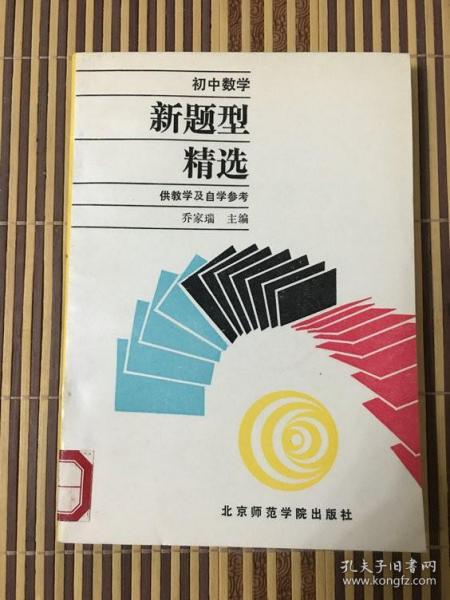 初中数学
新题型
精选
供教学及自学参考
乔家瑞 主编
北京师范学院出版社
孔夫子旧书网
www.kongfz.com